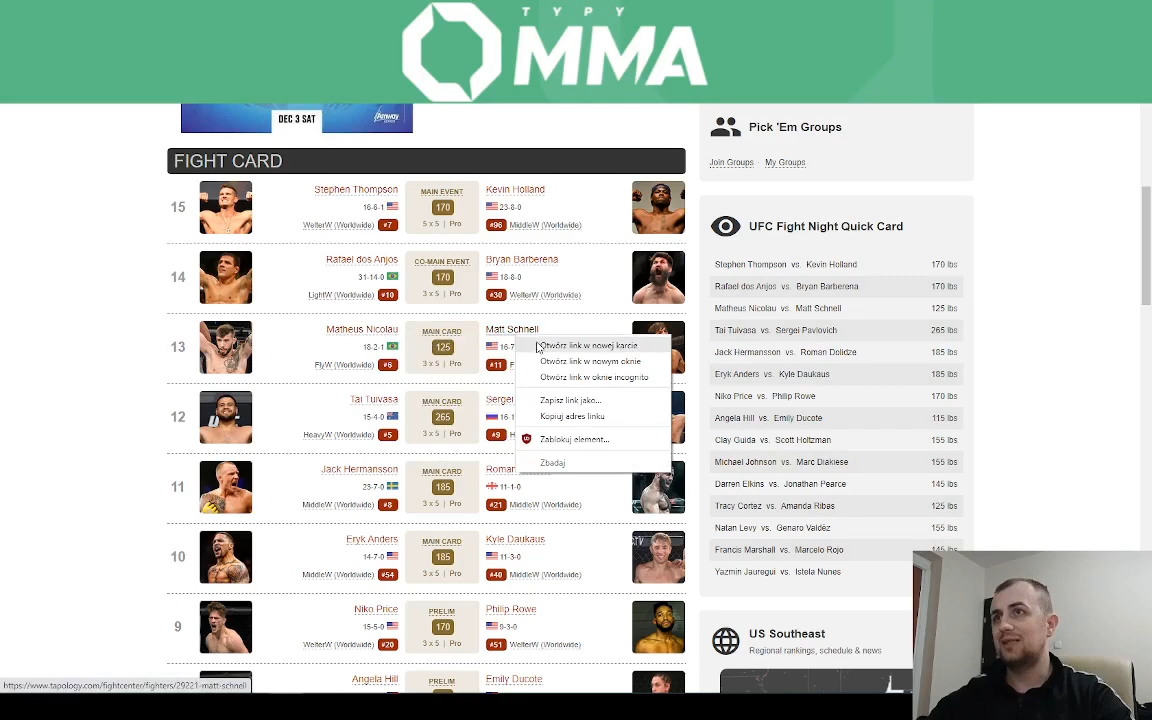 TYPY
MMA
DEC 3 SAT
Amway
FIGHT CARD
15
Stephen Thompson
16-6-1
WelterW (Worldwide) #7
MAIN EVENT
170
5 x 5 | Pro
Kevin Holland
23-8-0
#96 MiddleW (Worldwide)
14
Rafael dos Anjos
31-14-0
LightW (Worldwide) #10
CO-MAIN EVENT
170
3 x 5 | Pro
Bryan Barberena
18-8-0
#30 WelterW (Worldwide)
13
Matheus Nicolau
18-2-1
FlyW (Worldwide) #6
MAIN CARD
125
3 x 5 | Pro
Matt Schnell
16-7
#11 F
Otwórz link w nowej karcie
Otwórz link w nowym oknie
Otwórz link w oknie incognito
Zapisz link jako...
Kopiuj adres linku
Zablokuj element...
Zbadaj
12
Tai Tuivasa
15-4-0
HeavyW (Worldwide) #5
MAIN CARD
265
3 x 5 | Pro
Sergei
16-1
#9 H
11
Jack Hermansson
23-7-0
MiddleW (Worldwide) #8
MAIN CARD
185
3 x 5 | Pro
Roman
11-1-0
#21 MiddleW (Worldwide)
10
Eryk Anders
14-7-0
MiddleW (Worldwide) #54
MAIN CARD
185
3 x 5 | Pro
Kyle Daukaus
11-3-0
#40 MiddleW (Worldwide)
9
Niko Price
15-5-0
WelterW (Worldwide) #20
PRELIM
170
3 x 5 | Pro
Philip Rowe
9-3-0
#51 WelterW (Worldwide)
Angela Hill
PRELIM
Emily Ducote
https://www.tapology.com/fightcenter/fighters/29221-matt-schnell
Pick 'Em Groups
Join Groups · My Groups
UFC Fight Night Quick Card
Stephen Thompson vs. Kevin Holland 170 lbs
Rafael dos Anjos vs. Bryan Barberena 170 lbs
Matheus Nicolau vs. Matt Schnell 125 lbs
Tai Tuivasa vs. Sergei Pavlovich 265 lbs
Jack Hermansson vs. Roman Dolidze 185 lbs
Eryk Anders vs. Kyle Daukaus 185 lbs
Niko Price vs. Philip Rowe 170 lbs
Angela Hill vs. Emily Ducote 115 lbs
Clay Guida vs. Scott Holtzman 155 lbs
Michael Johnson vs. Marc Diakiese 155 lbs
Darren Elkins vs. Jonathan Pearce 145 lbs
Tracy Cortez vs. Amanda Ribas 125 lbs
Natan Levy vs. Genaro Valdéz 155 lbs
Francis Marshall vs. Marcelo Rojo 145 lbs
Yazmin Jauregui vs. Istela Nunes
US Southeast
Regional rankings, schedule & news